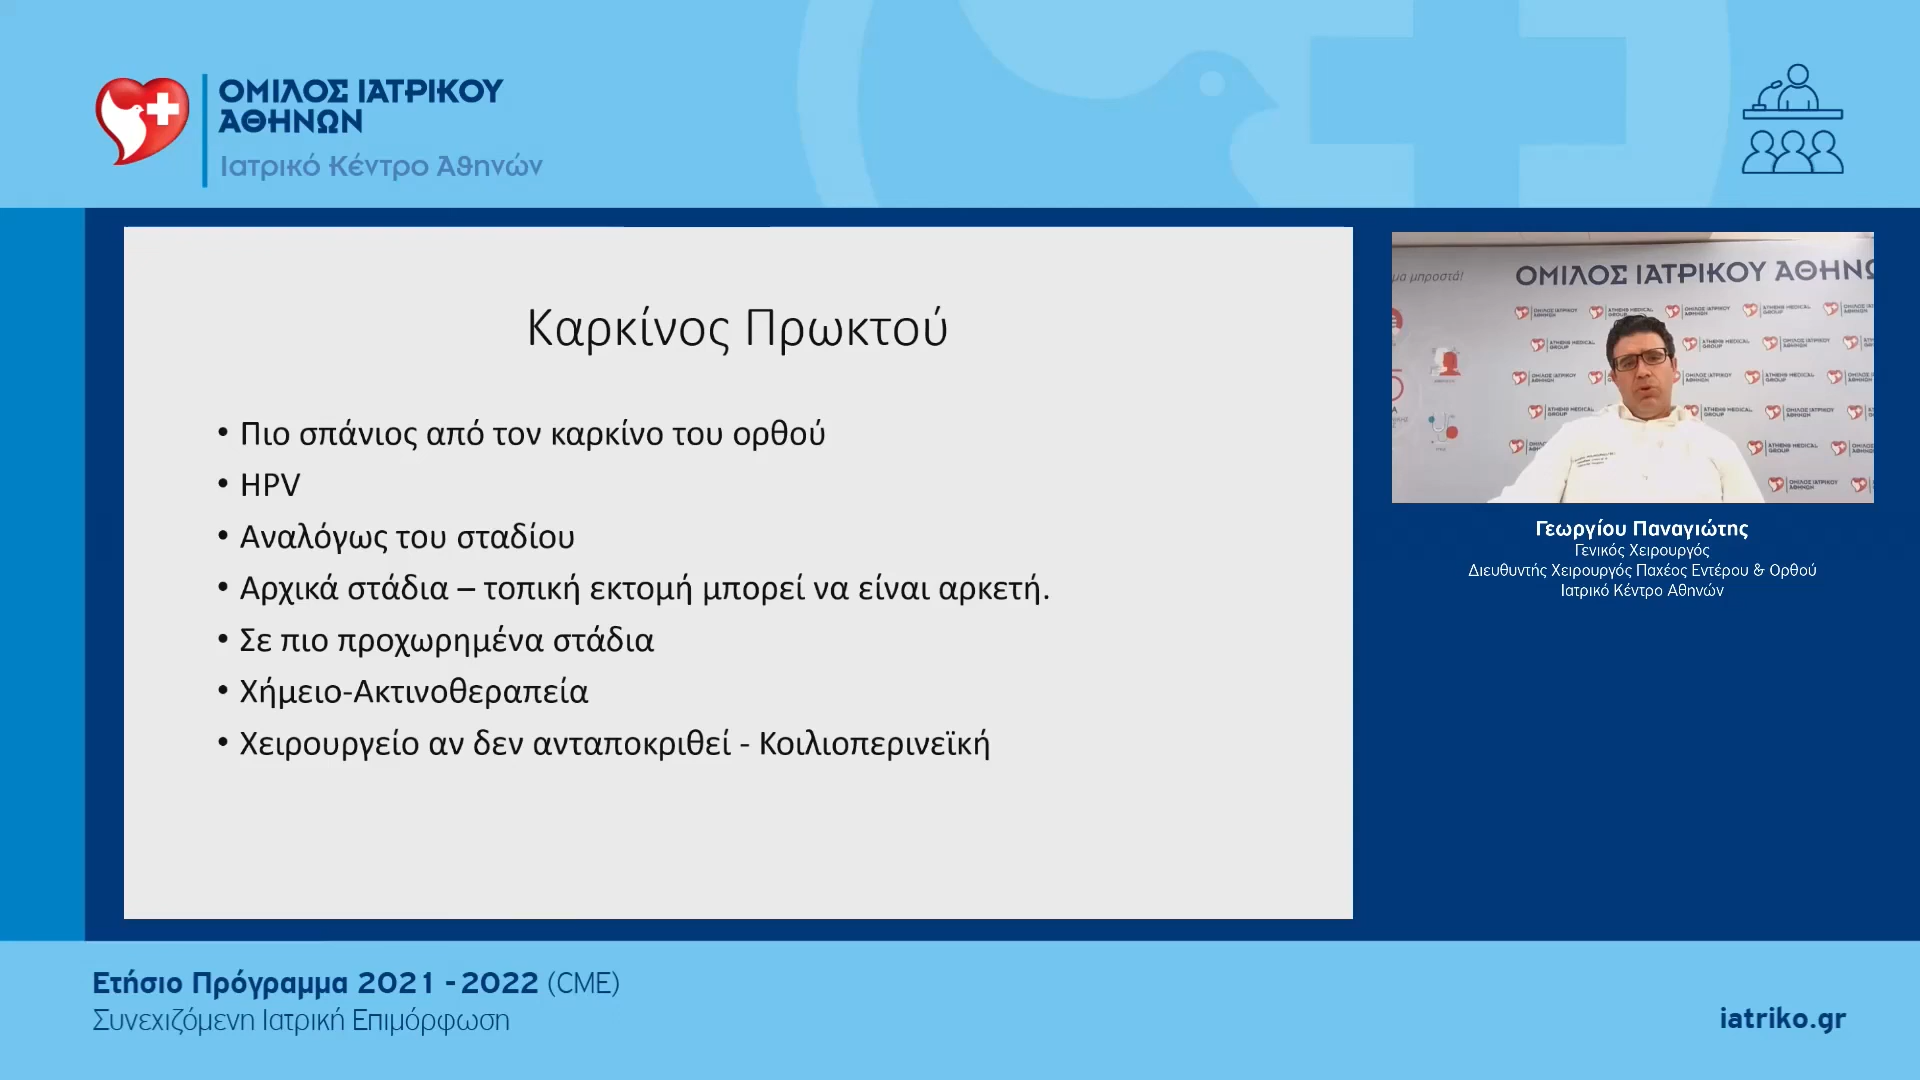 ΟΜΙΛΟΣ ΙΑΤΡΙΚΟΥ
ΑΘΗΝΩΝ
Ιατρικό Κέντρο Αθηνών
Καρκίνος Πρωκτού
• Πιο σπάνιος από τον καρκίνο του ορθού
• HPV
• Αναλόγως του σταδίου
• Αρχικά στάδια – τοπική εκτομή μπορεί να είναι αρκετή.
• Σε πιο προχωρημένα στάδια
• Χήμειο-Ακτινοθεραπεία
• Χειρουργείο αν δεν ανταποκριθεί - Κοιλιοπερινεϊκή
μα μπροστά!
ΟΜΙΛΟΣ ΙΑΤΡΙΚΟΥ ΑΘΗΝΩ
Γεωργίου Παναγιώτης
Γενικός Χειρουργός
Διευθυντής Χειρουργός Παχέος Εντέρου & Ορθού
Ιατρικό Κέντρο Αθηνών
Ετήσιο Πρόγραμμα 2021 - 2022 (CME)
Συνεχιζόμενη Ιατρική Επιμόρφωση
iatriko.gr